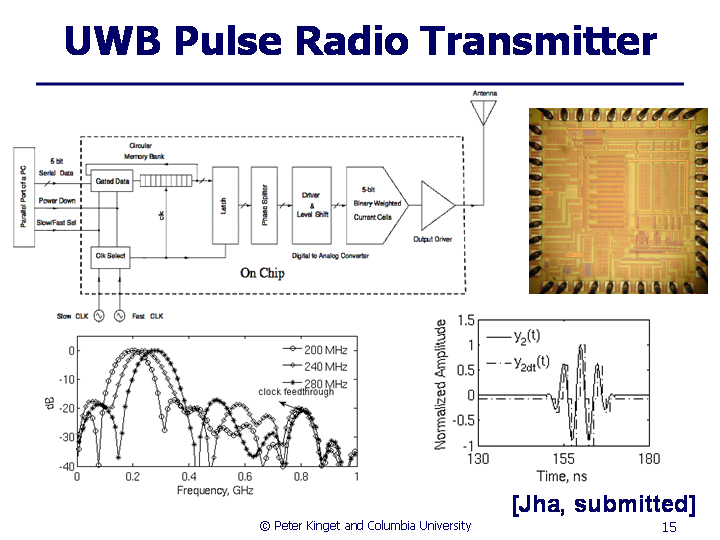 UWB Pulse Radio Transmitter
Antenna
Circular
Memory Bank
5 bit
Serial Data
Gated Data
Power Down
Slow/Fast Sel
Parallel Port of a PC
clk
Clk Select
Latch
Phase Splitter
Driver
&
Level Shift
5-bit
Binary Weighted
Current Cells
Output Driver
Digital to Analog Converter
On Chip
Slow CLK
Fast CLK
200 MHz
240 MHz
280 MHz
clock feedthrough
dB
0
-10
-20
-30
-40
0
0.2
0.4
0.6
0.8
1
Frequency, GHz
Normalized Amplitude
1.5
1
0.5
0
-0.5
-1
y2(t)
y2dt(t)
130
155
180
Time, ns
[Jha, submitted]
© Peter Kinget and Columbia University
15